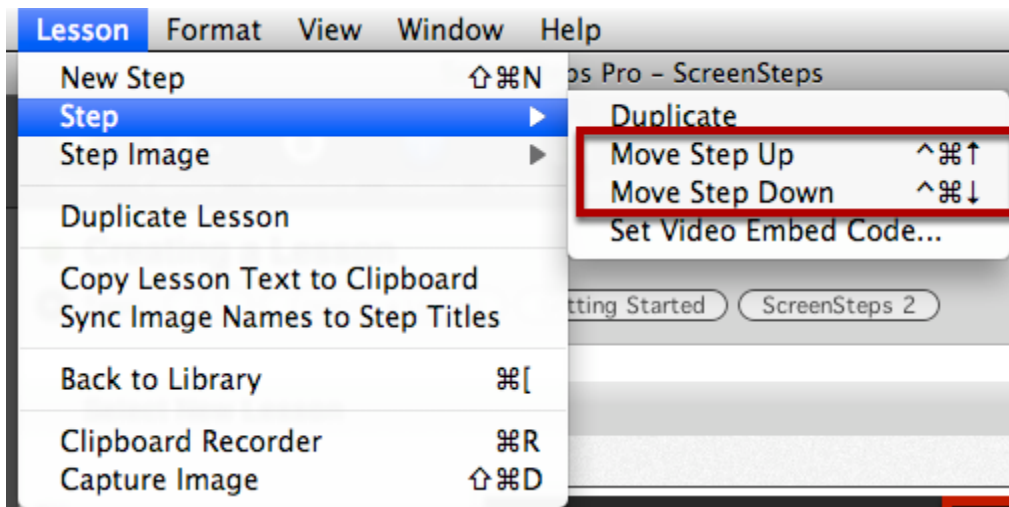 Lesson Format View Window Help
ps Pro – ScreenSteps
New Step ⇧⌘N
Step ▶
Step Image ▶
Duplicate Lesson
Copy Lesson Text to Clipboard
Sync Image Names to Step Titles
Back to Library ⌘[
Clipboard Recorder ⌘R
Capture Image ⇧⌘D
Duplicate
Move Step Up ^⌘↑
Move Step Down ^⌘↓
Set Video Embed Code...
tting Started ScreenSteps 2